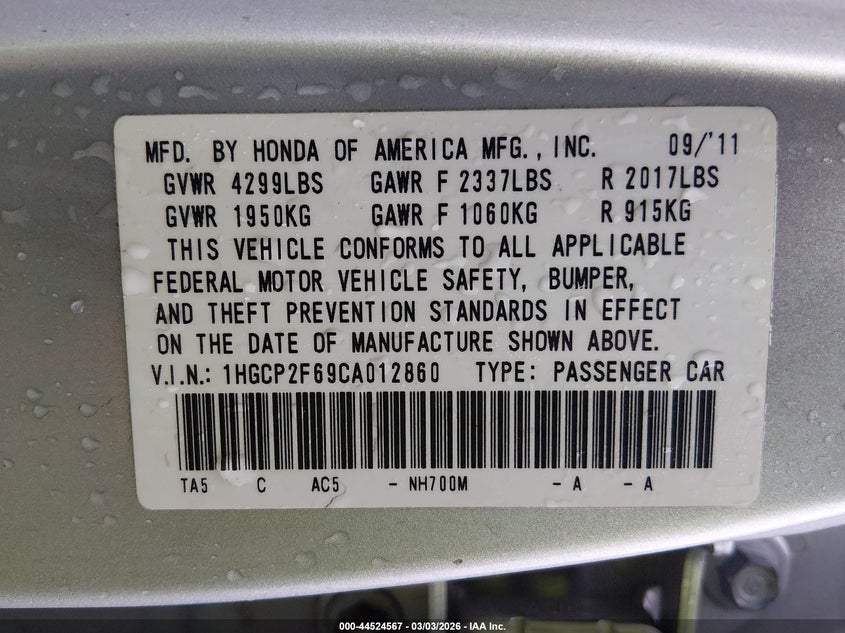 MFD. BY HONDA OF AMERICA MFG., INC. 09/'11
GVWR 4299LBS GAWR F 2337LBS R 2017LBS
GVWR 1950KG GAWR F 1060KG R 915KG
THIS VEHICLE CONFORMS TO ALL APPLICABLE
FEDERAL MOTOR VEHICLE SAFETY, BUMPER,
AND THEFT PREVENTION STANDARDS IN EFFECT
ON THE DATE OF MANUFACTURE SHOWN ABOVE.
V.I.N.: 1HGCP2F69CA012860 TYPE: PASSENGER CAR
TA5 C AC5 - NH700M - A - A
000-44524567 - 03/03/2026 - IAA Inc.